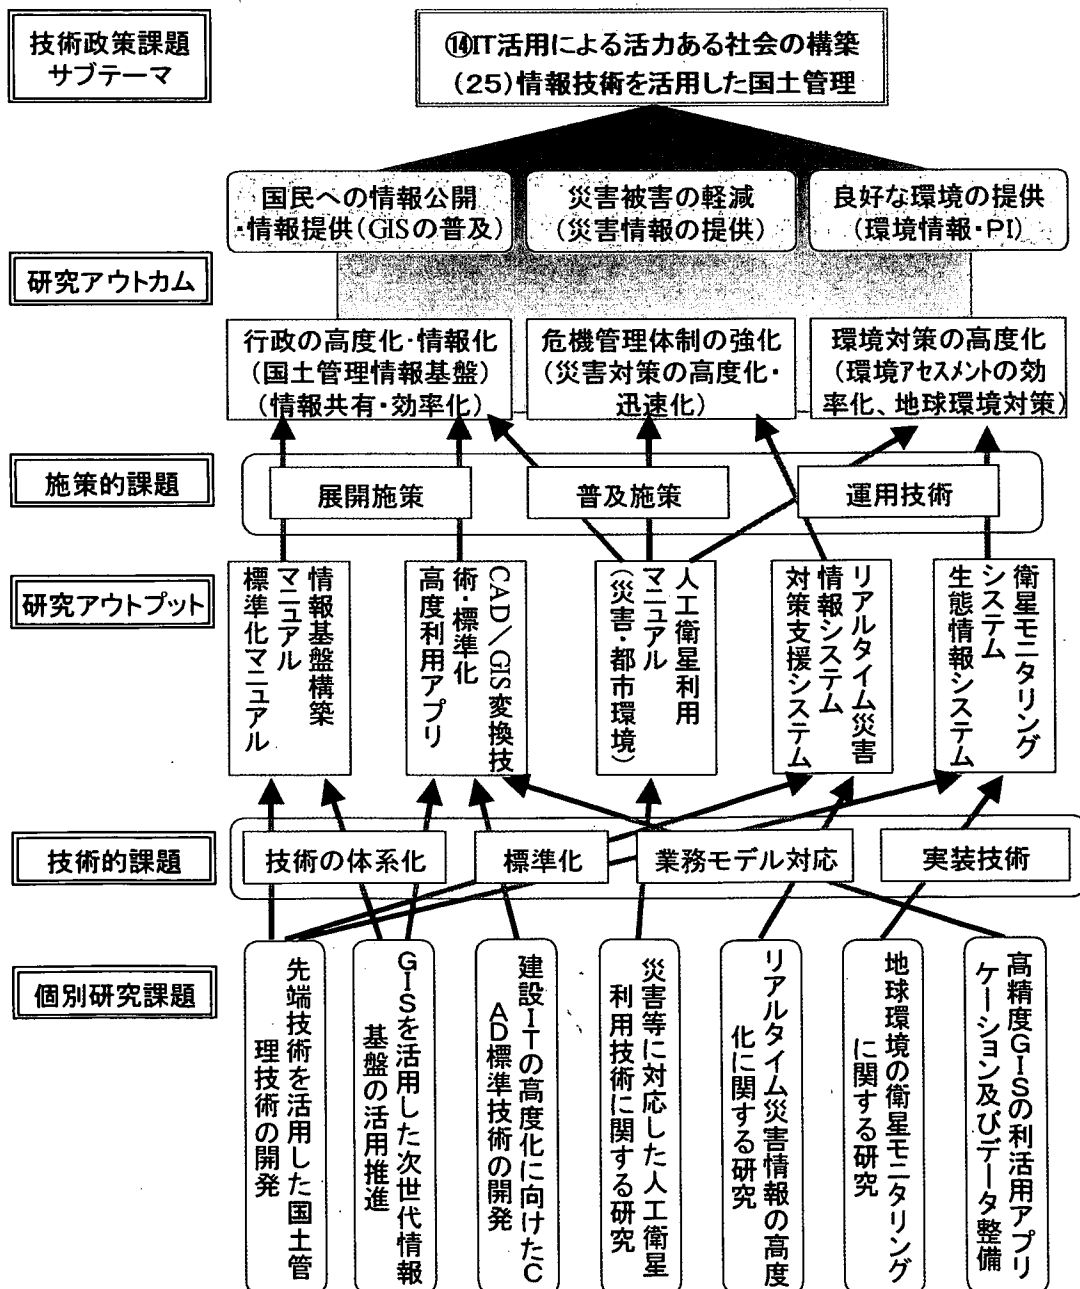 技術政策課題
サブテーマ
⑭IT活用による活力ある社会の構築
(25)情報技術を活用した国土管理
国民への情報公開
・情報提供(GISの普及)
災害被害の軽減
(災害情報の提供)
良好な環境の提供
(環境情報・PI)
研究アウトカム
行政の高度化・情報化
(国土管理情報基盤)
(情報共有・効率化)
危機管理体制の強化
(災害対策の高度化・
迅速化)
環境対策の高度化
(環境アセスメントの効
率化、地球環境対策)
施策的課題
展開施策
普及施策
運用技術
研究アウトプット
情報基盤構築
マニュアル
標準化マニュアル
CAD/GIS変換技
術・標準化
高度利用アプリ
人工衛星利用
マニュアル
(災害・都市環境)
リアルタイム災害
情報システム
対策支援システム
衛星モニタリング
システム
生態情報システム
技術的課題
技術の体系化
標準化
業務モデル対応
実装技術
個別研究課題
先端技術を活用した国土管
理技術の開発
GISを活用した次世代情報
基盤の活用推進
建設ITの高度化に向けたC
AD標準技術の開発
災害等に対応した人工衛星
利用技術に関する研究
リアルタイム災害情報の高度
化に関する研究
地球環境の衛星モニタリング
に関する研究
高精度GISの利活用アプリ
ケーション及びデータ整備